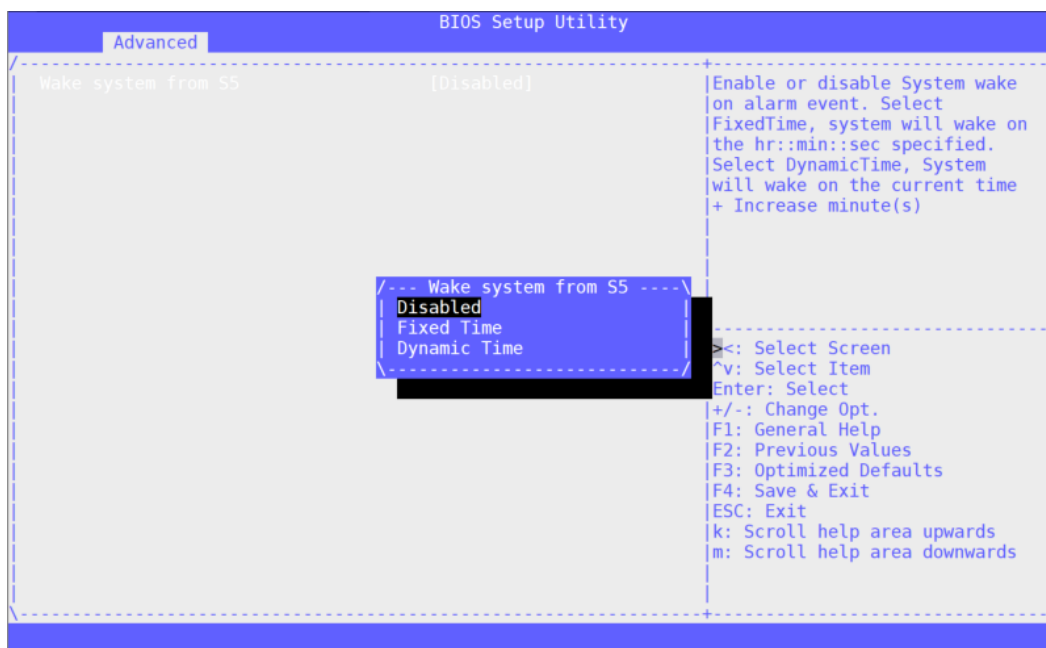 BIOS Setup Utility
Advanced
Wake system from S5 [Disabled]
Enable or disable System wake
on alarm event. Select
FixedTime, system will wake on
the hr::min::sec specified.
Select DynamicTime, System
will wake on the current time
+ Increase minute(s)
Wake system from S5
Disabled
Fixed Time
Dynamic Time
><: Select Screen
^v: Select Item
Enter: Select
+/-: Change Opt.
F1: General Help
F2: Previous Values
F3: Optimized Defaults
F4: Save & Exit
ESC: Exit
k: Scroll help area upwards
m: Scroll help area downwards